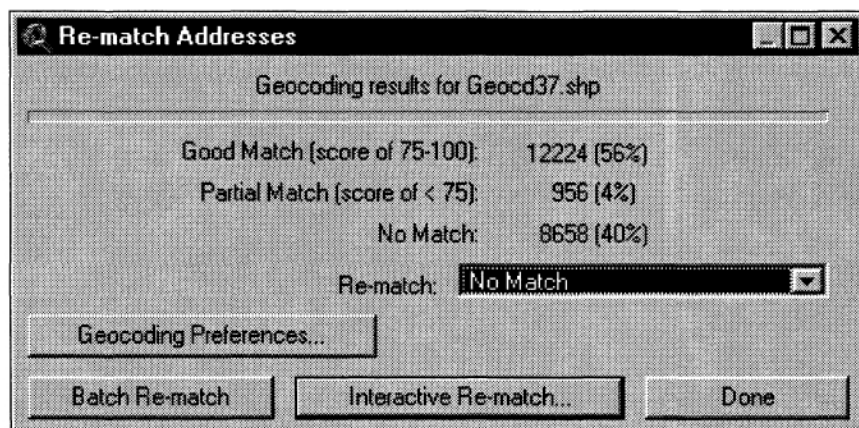 Re-match Addresses
Geocoding results for Geocd37.shp
Good Match (score of 75-100): 12224 (56%)
Partial Match (score of < 75): 956 (4%)
No Match: 8658 (40%)
Re-match: No Match
Geocoding Preferences...
Batch Re-match Interactive Re-match... Done